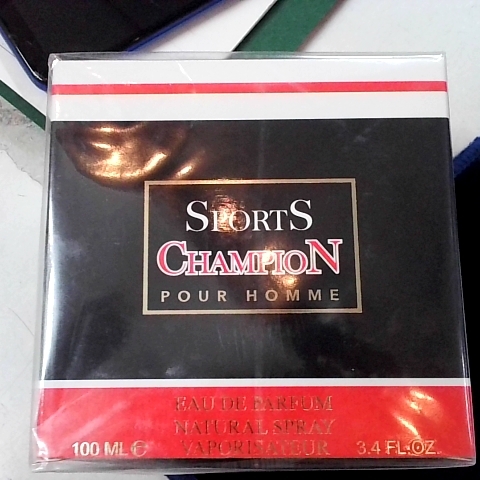 SPORTS
CHAMPION
POUR HOMME
EAU DE PARFUM
NATURAL SPRAY
100 ML ℮ VAPORISATEUR 3.4 FL.OZ.